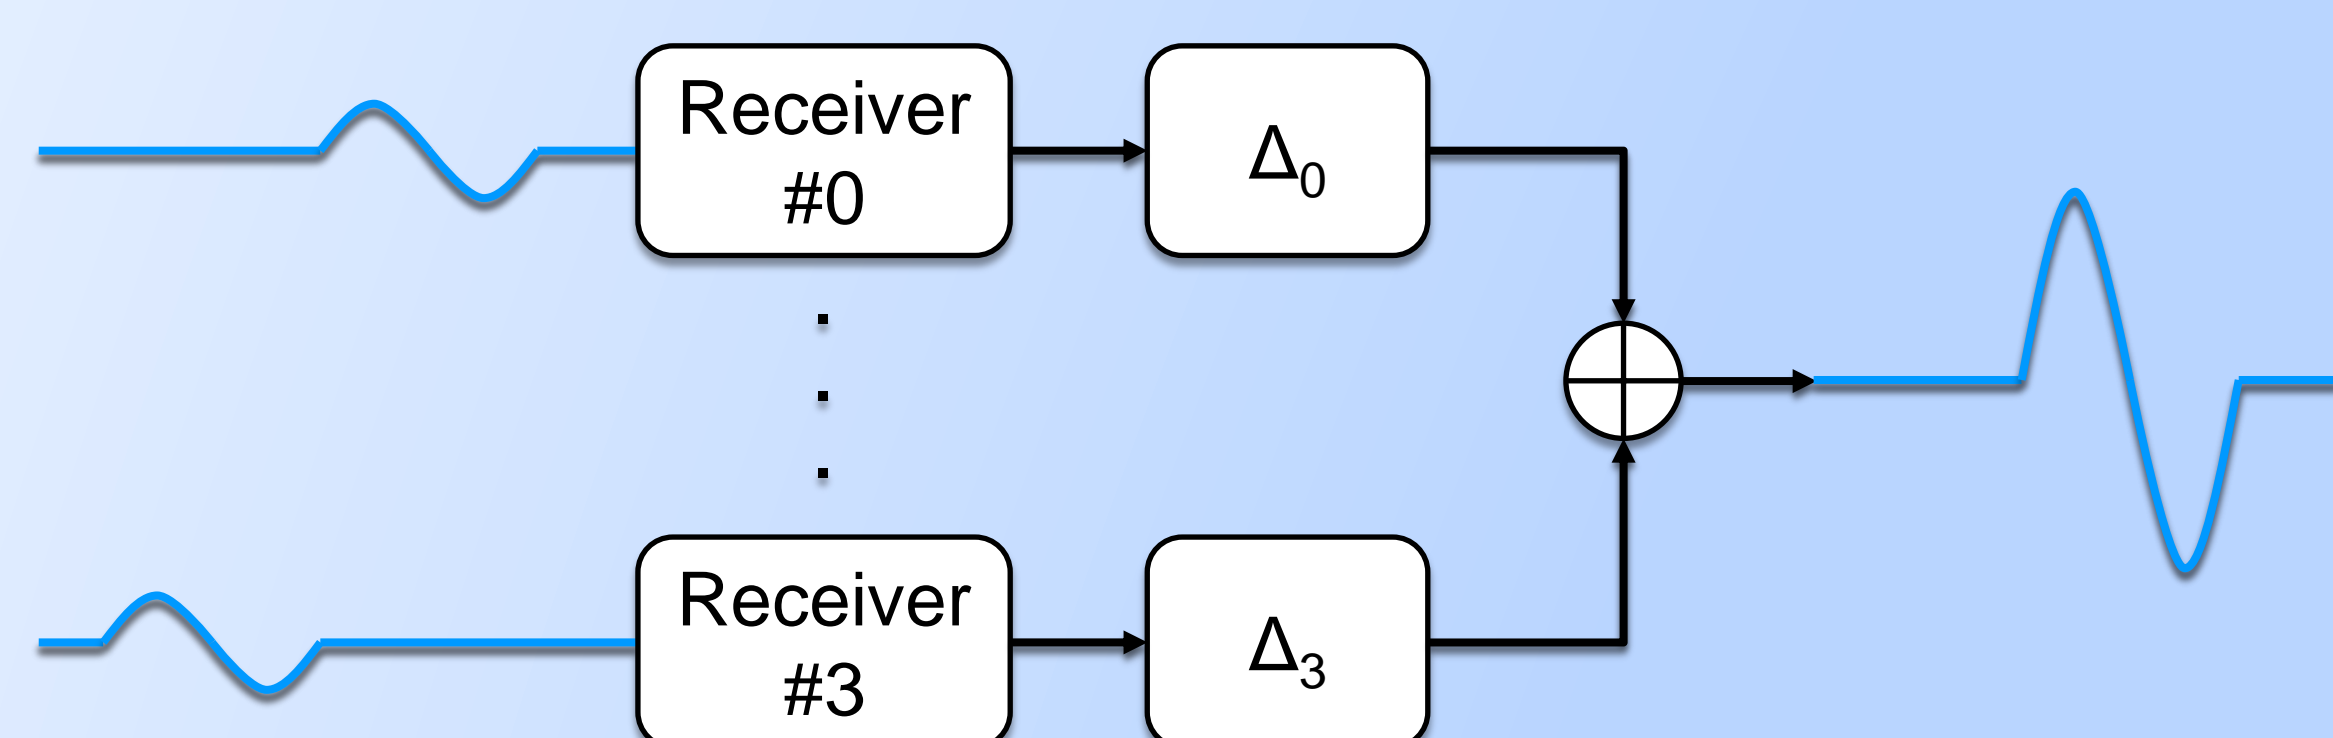 Receiver
#0
Δ0
.
.
.
Receiver
#3
Δ3